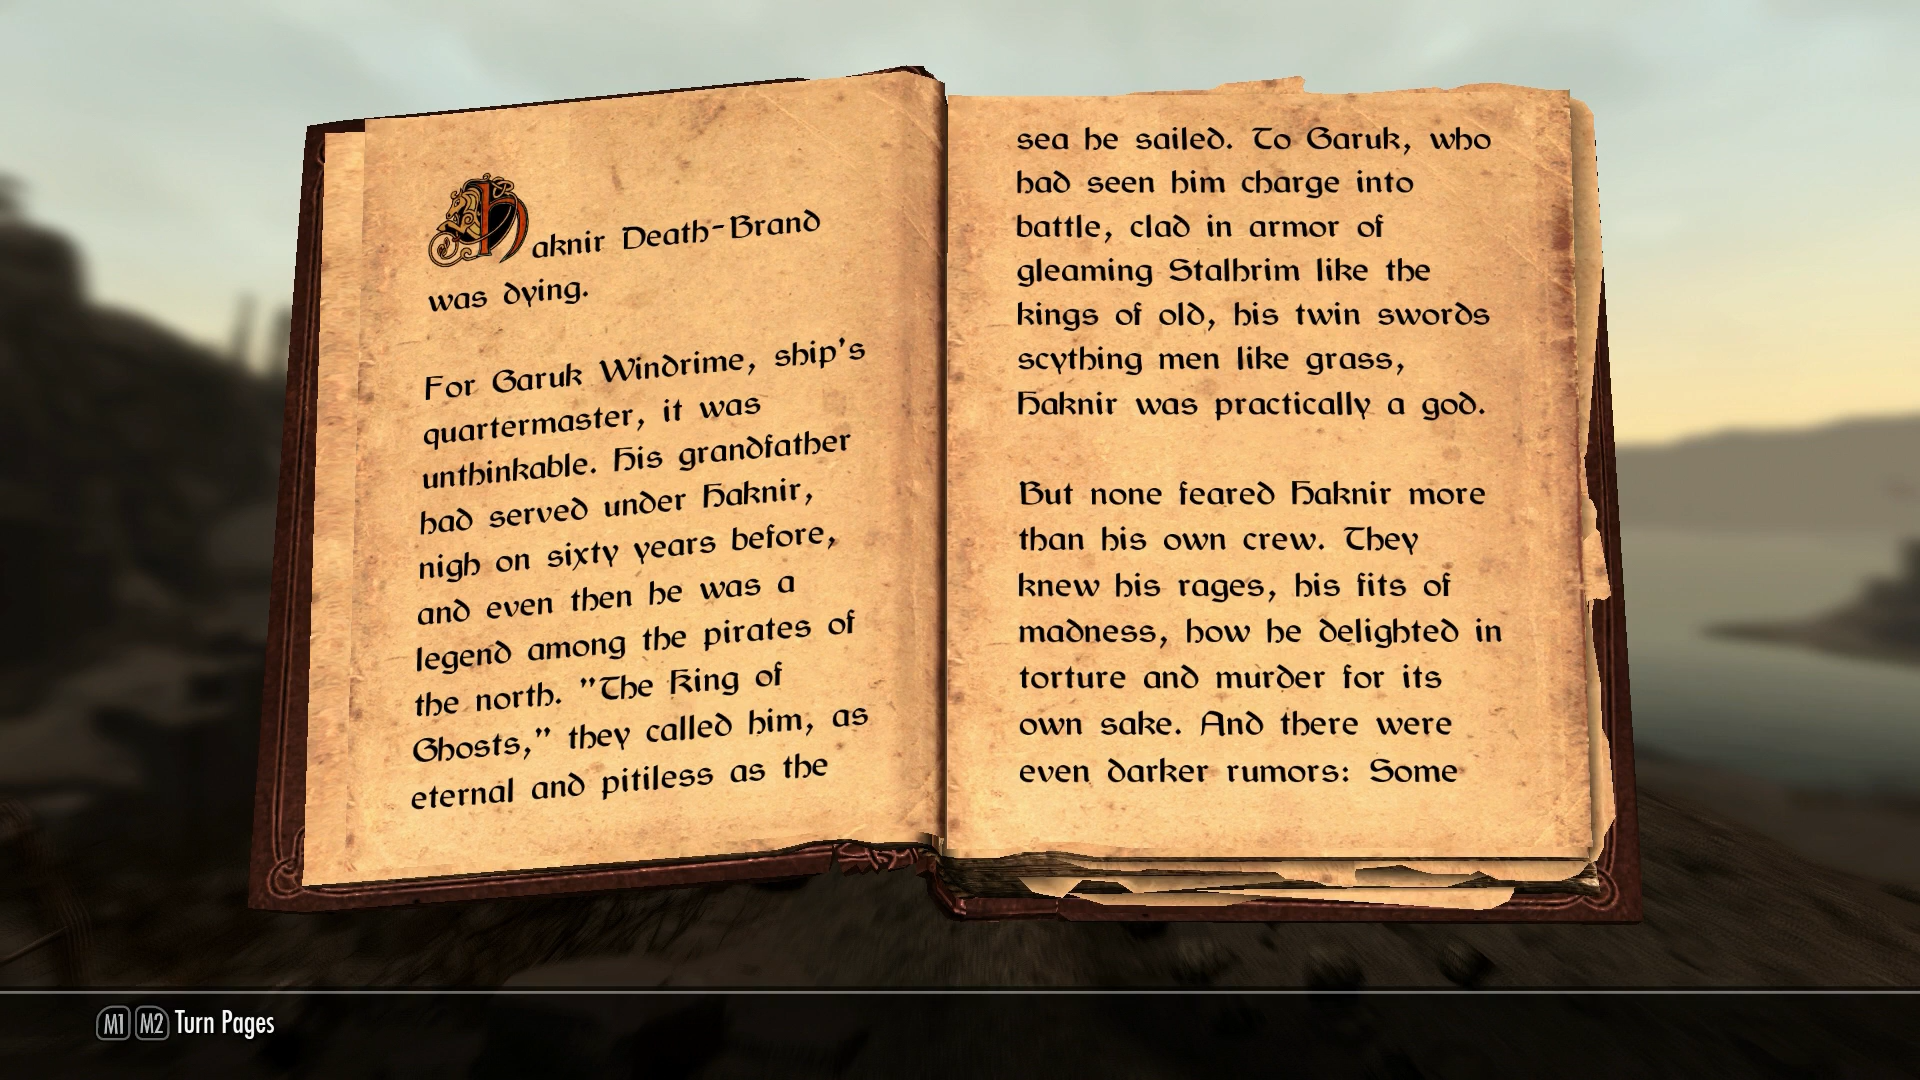 Haknir Death-Brand
was dying.
For Garuk Windrime, ship's
quartermaster, it was
unthinkable. His grandfather
had served under Haknir,
nigh on sixty years before,
and even then he was a
legend among the pirates of
the north. "The King of
Ghosts," they called him, as
eternal and pitiless as the
sea he sailed. To Garuk, who
had seen him charge into
battle, clad in armor of
gleaming Stalhrim like the
kings of old, his twin swords
scything men like grass,
Haknir was practically a god.
But none feared Haknir more
than his own crew. They
knew his rages, his fits of
madness, how he delighted in
torture and murder for its
own sake. And there were
even darker rumors: Some
M1 M2 Turn Pages